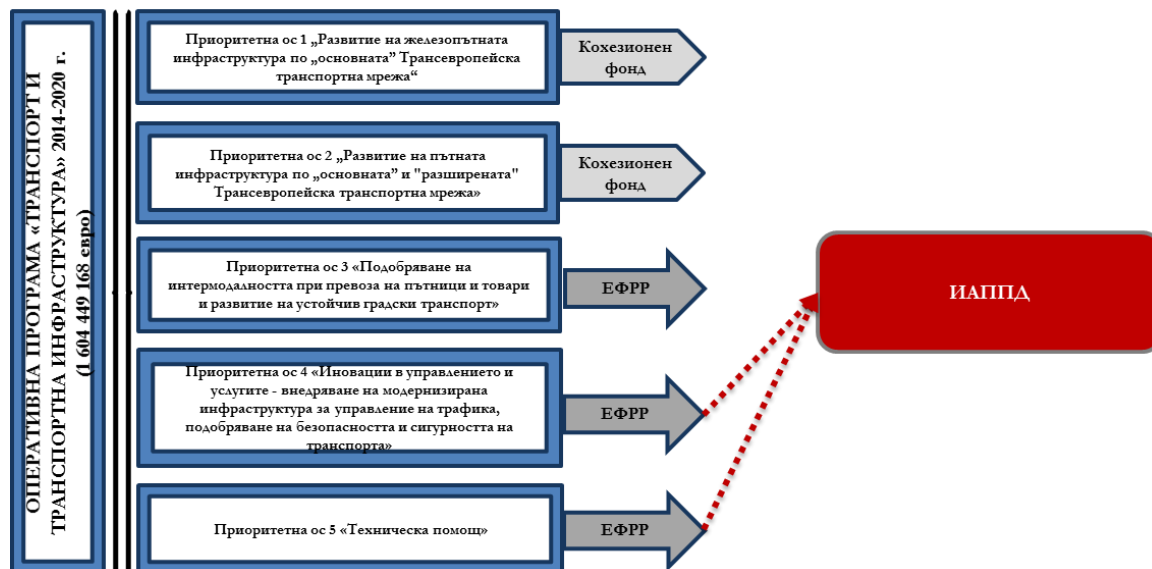 ОПЕРАТИВНА ПРОГРАМА «ТРАНСПОРТ И
ТРАНСПОРТНА ИНФРАСТРУКТУРА» 2014-2020 г.
(1 604 449 168 евро)
Приоритетна ос 1 „Развитие на железопътната
инфраструктура по „основната” Трансевропейска
транспортна мрежа“
Кохезионен
фонд
Приоритетна ос 2 „Развитие на пътната
инфраструктура по „основната” и "разширената"
Трансевропейска транспортна мрежа»
Кохезионен
фонд
Приоритетна ос 3 «Подобряване на
интермодалността при превоза на пътници и товари
и развитие на устойчив градски транспорт»
ЕФРР
Приоритетна ос 4 «Иновации в управлението и
услугите - внедряване на модернизирана
инфраструктура за управление на трафика,
подобряване на безопасността и сигурността на
транспорта»
ЕФРР
Приоритетна ос 5 «Техническа помощ»
ЕФРР
ИАППД